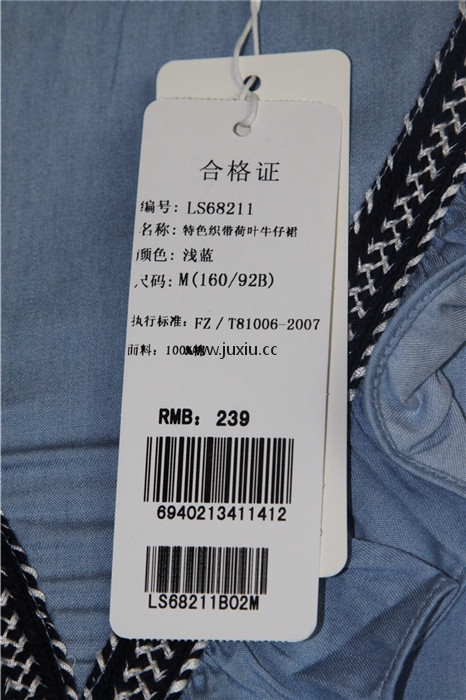 合格证
编号: LS68211
名称: 特色织带荷叶牛仔裙
颜色: 浅蓝
尺码: M(160/92B)
执行标准: FZ/T81006-2007
面料: 100%棉
www.juxiu.cc
RMB: 239
6940213411412
LS68211B02M